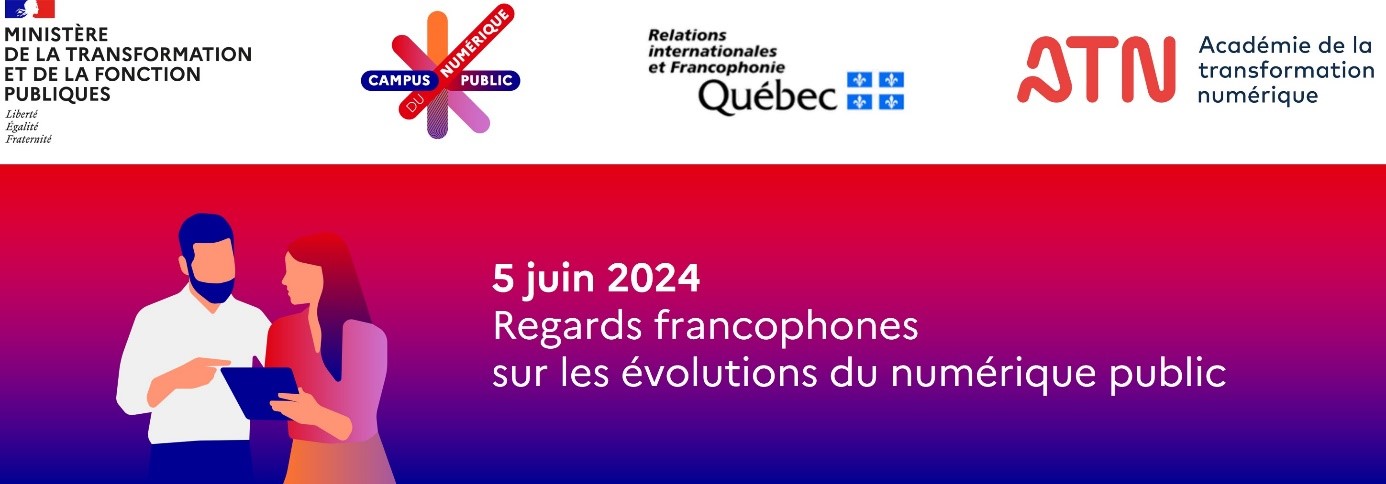 MINISTÈRE
DE LA TRANSFORMATION
ET DE LA FONCTION
PUBLIQUES
Liberté
Égalité
Fraternité
CAMPUS
DU
NUMÉRIQUE
PUBLIC
Relations
internationales
et Francophonie
Québec
ATN
Académie de la
transformation
numérique
5 juin 2024
Regards francophones
sur les évolutions du numérique public